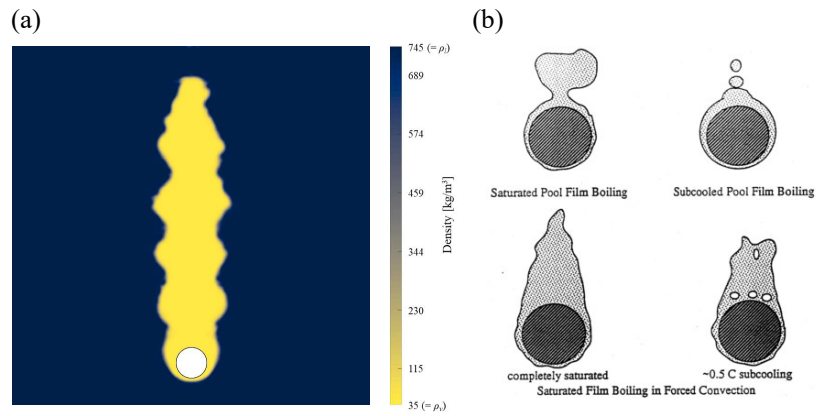 (a)
745 (= ρl)
689
574
459
344
230
115
35 (= ρv)
Density [kg/m³]
(b)
Saturated Pool Film Boiling
Subcooled Pool Film Boiling
completely saturated
~0.5 C subcooling
Saturated Film Boiling in Forced Convection